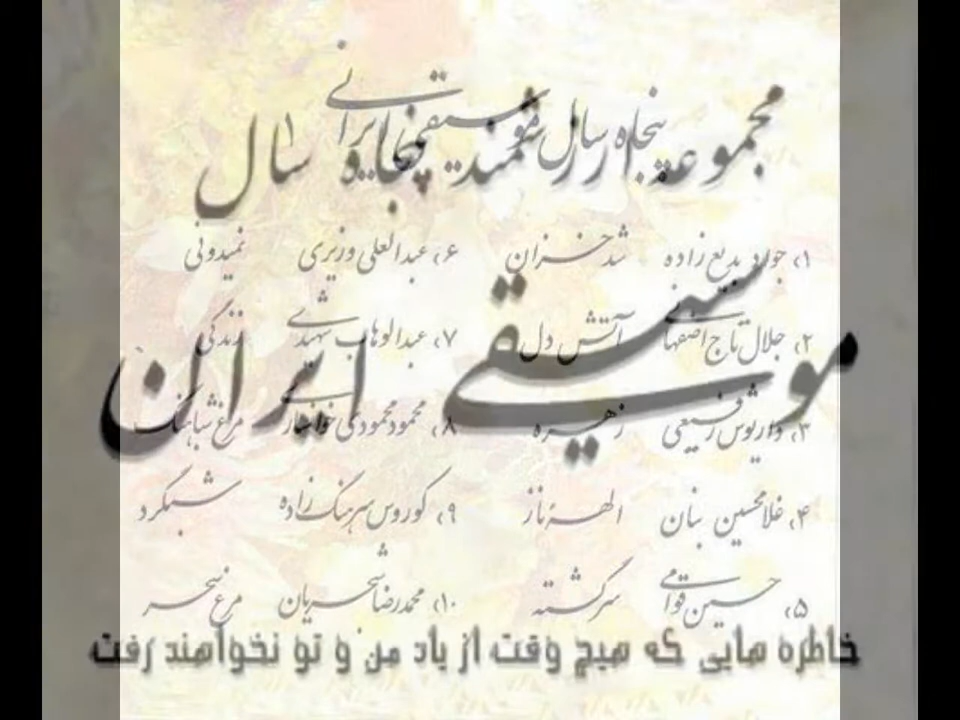 پنجاه سال موسیقی ایرانی ۱
مجموعه ارزشمند پنجاه سال
موسیقی ایران
۱، جواد بدیع زاده شد خزان
۲، جلال تاج اصفهانی آتش دل
۳، داریوش رفیعی زهره
۴، غلامحسین بنان الهه ناز
۵، حسین قوامی سرگشته
۶، عبدالعلی وزیری نمیدونی
۷، عبدالوهاب شهیدی زندگی
۸، محمود محمودی خوانساری مرغ شباهنگ
۹، کوروس سرهنگ زاده شبگرد
۱۰، محمدرضا شجریان مرغ سحر
خاطره هایی که هیچ وقت از یاد من و تو نخواهند رفت